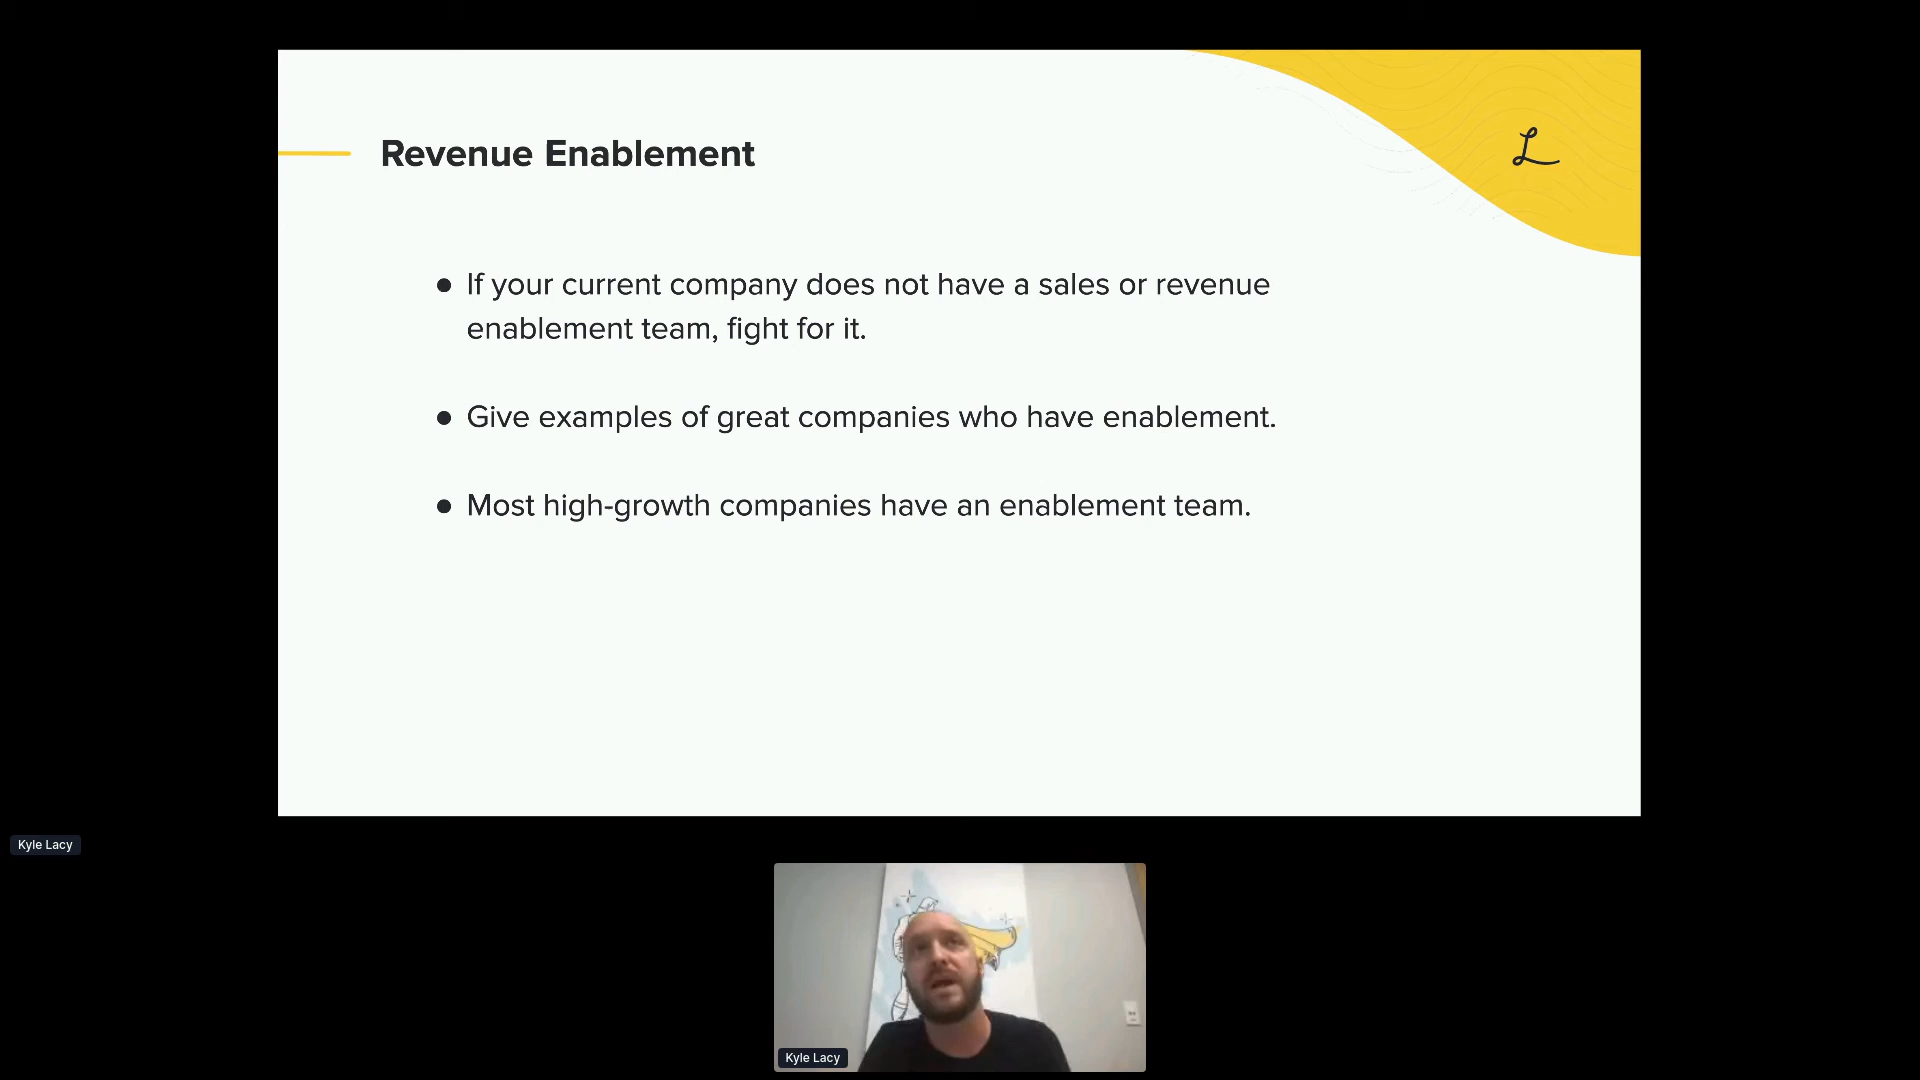 Revenue Enablement
L
● If your current company does not have a sales or revenue
enablement team, fight for it.
● Give examples of great companies who have enablement.
● Most high-growth companies have an enablement team.
Kyle Lacy
Kyle Lacy